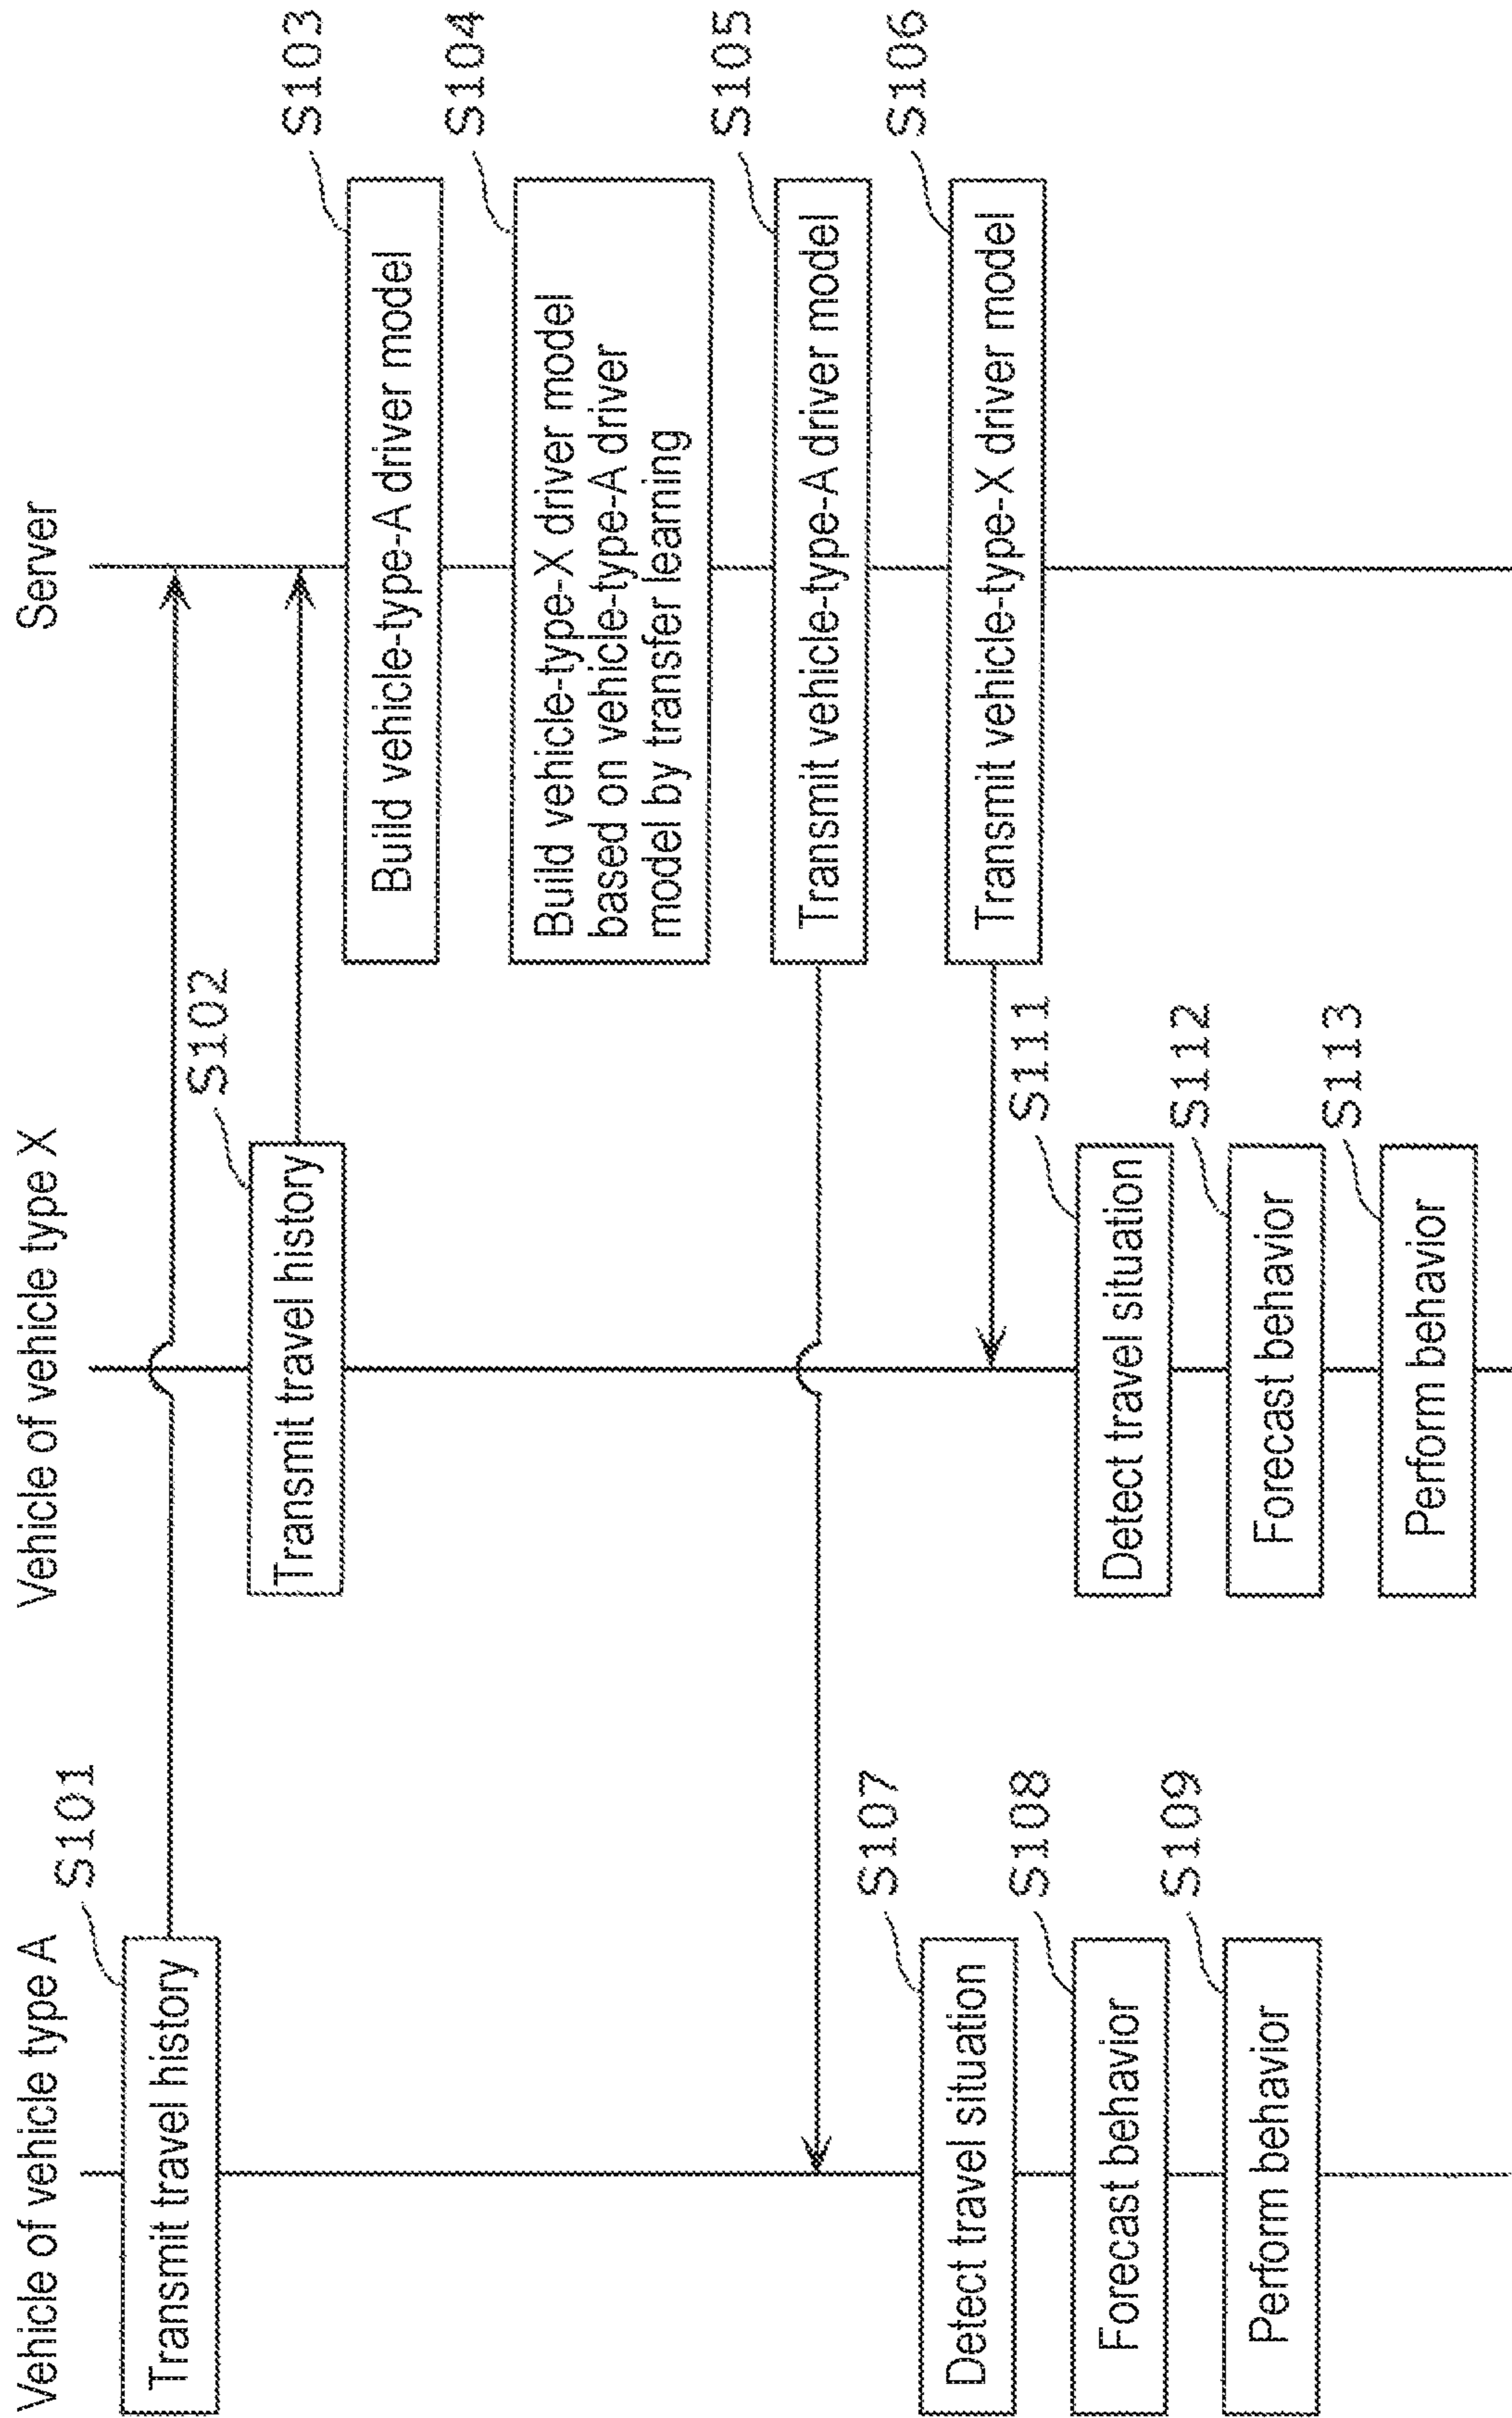 Vehicle of vehicle type A
Vehicle of vehicle type X
Server
S101
Transmit travel history
S102
Transmit travel history
S103
Build vehicle-type-A driver model
S104
Build vehicle-type-X driver model
based on vehicle-type-A driver
model by transfer learning
S105
Transmit vehicle-type-A driver model
S106
Transmit vehicle-type-X driver model
S107
Detect travel situation
S108
Forecast behavior
S109
Perform behavior
S111
Detect travel situation
S112
Forecast behavior
S113
Perform behavior